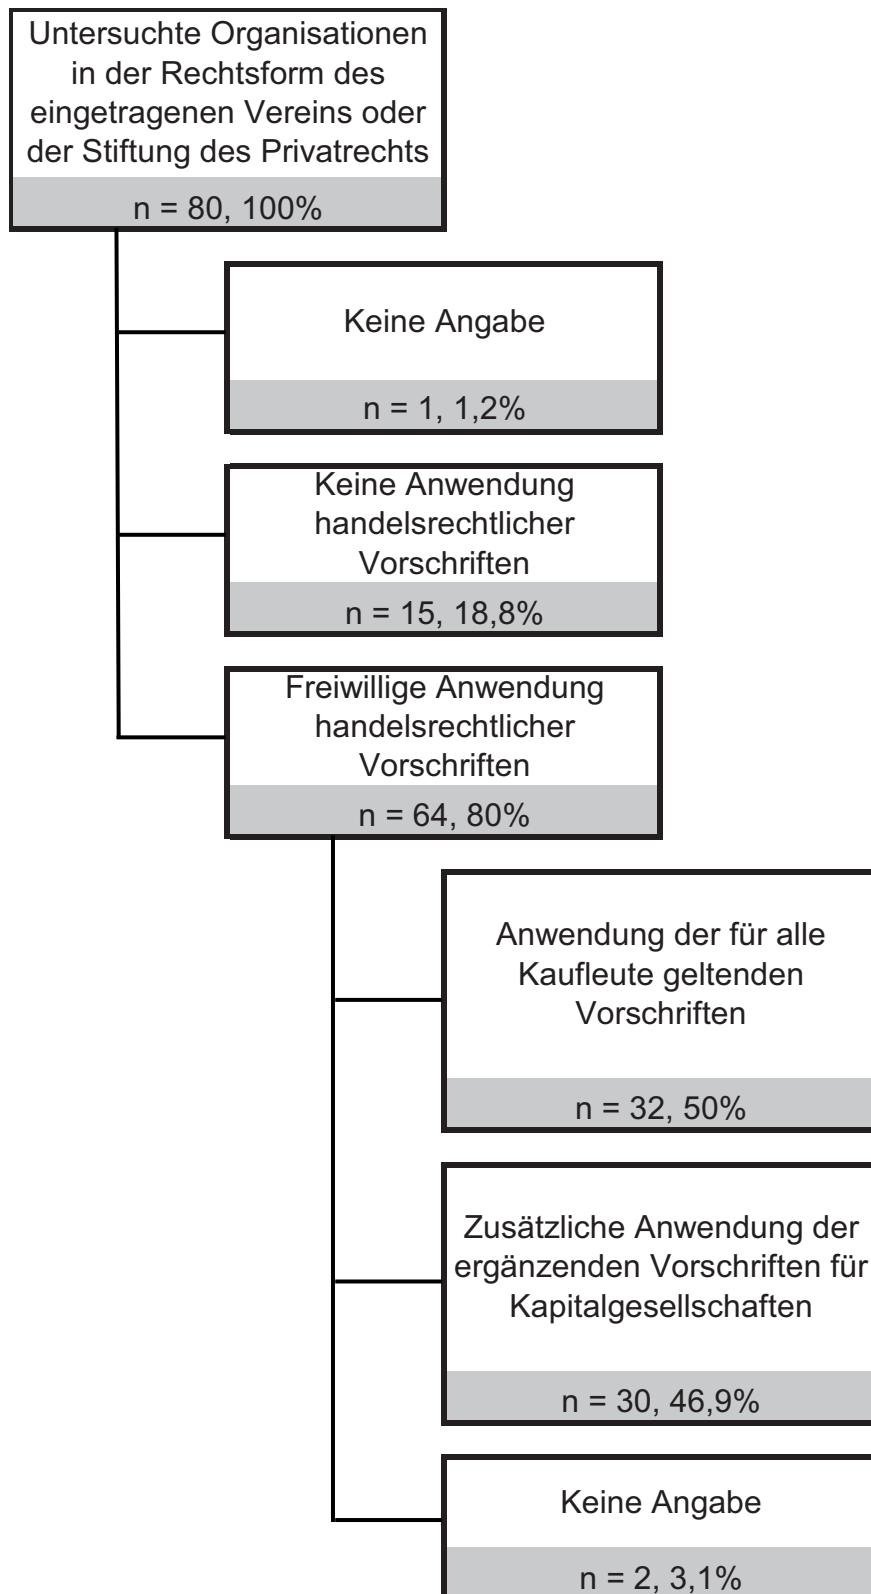 Untersuchte Organisationen
in der Rechtsform des
eingetragenen Vereins oder
der Stiftung des Privatrechts
n = 80, 100%
Keine Angabe
n = 1, 1,2%
Keine Anwendung
handelsrechtlicher
Vorschriften
n = 15, 18,8%
Freiwillige Anwendung
handelsrechtlicher
Vorschriften
n = 64, 80%
Anwendung der für alle
Kaufleute geltenden
Vorschriften
n = 32, 50%
Zusätzliche Anwendung der
ergänzenden Vorschriften für
Kapitalgesellschaften
n = 30, 46,9%
Keine Angabe
n = 2, 3,1%